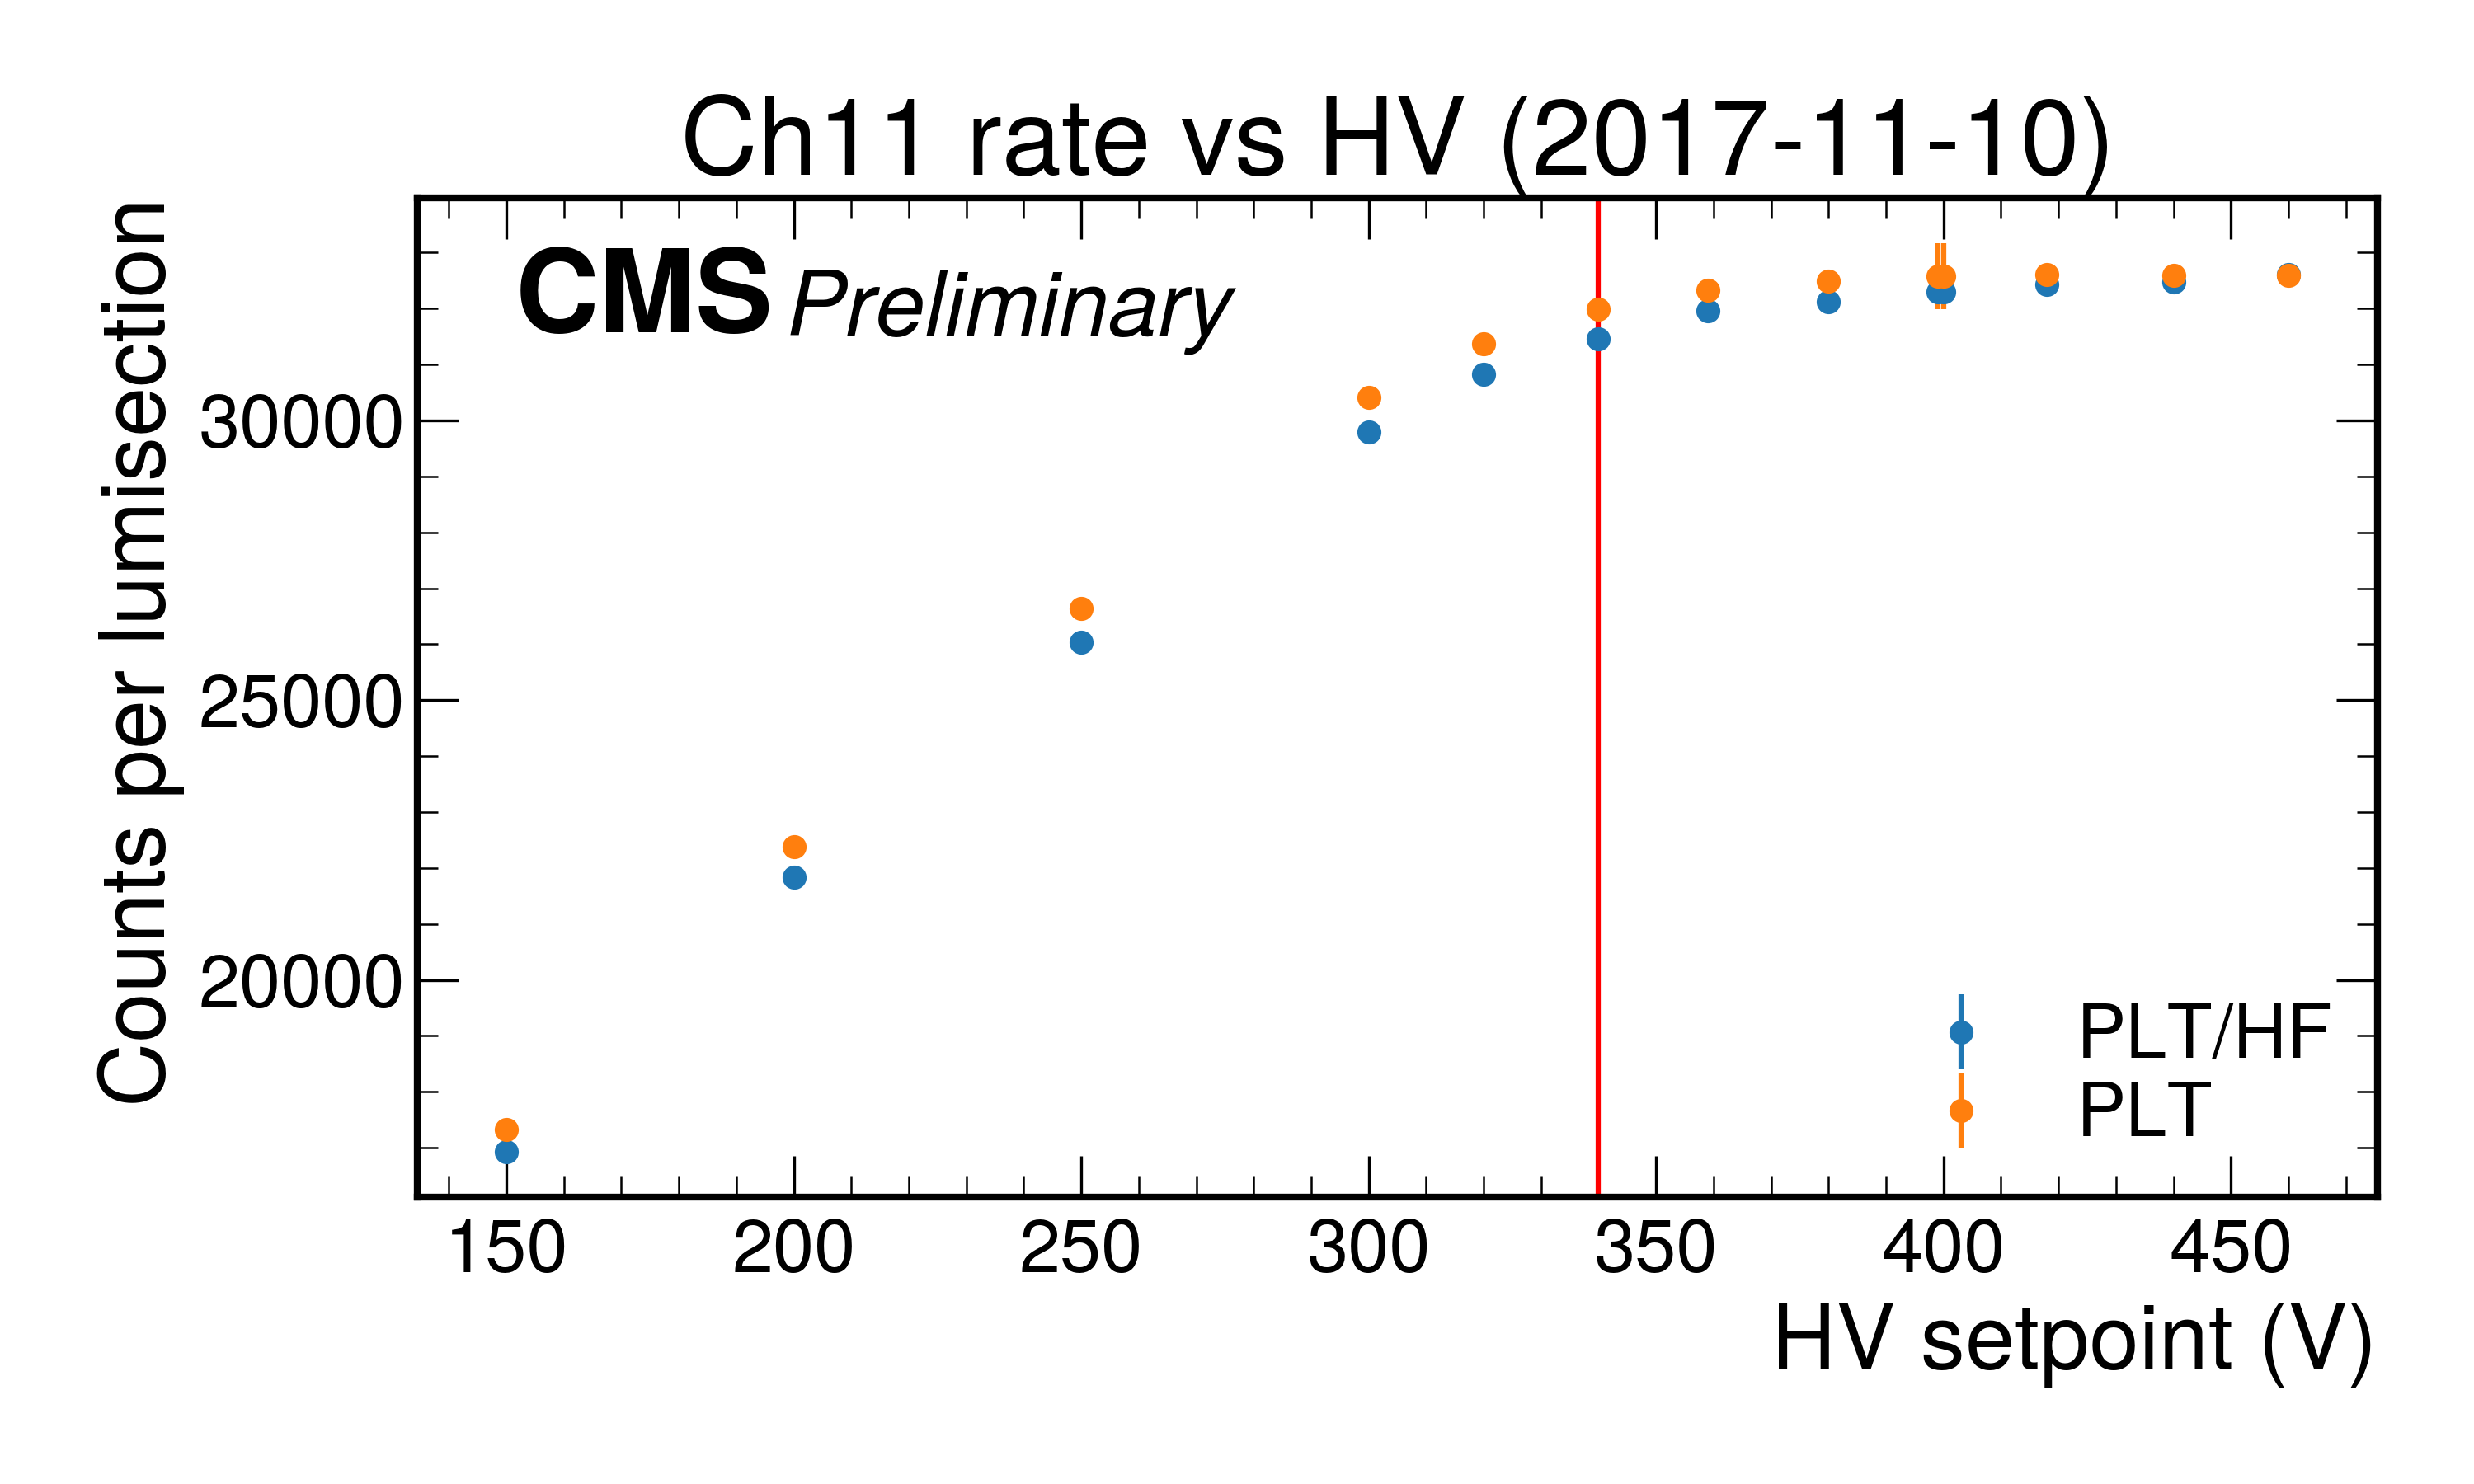 Ch11 rate vs HV (2017-11-10)
CMS Preliminary
Counts per lumisection
30000
25000
20000
PLT/HF
PLT
150 200 250 300 350 400 450
HV setpoint (V)